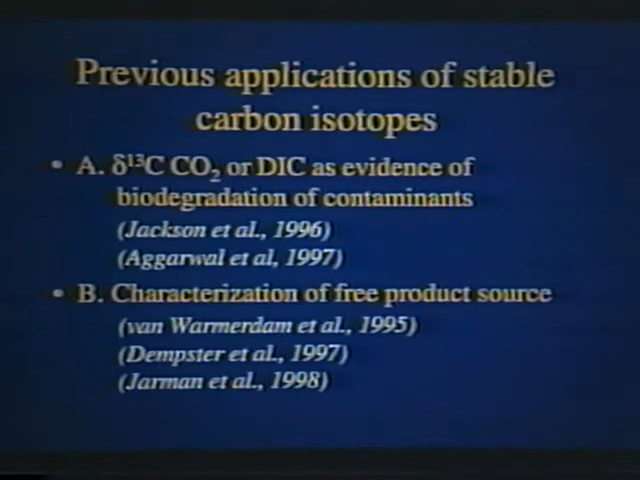 Previous applications of stable
carbon isotopes
• A. δ¹³C CO₂ or DIC as evidence of
biodegradation of contaminants
(Jackson et al., 1996)
(Aggarwal et al, 1997)
• B. Characterization of free product source
(van Warmerdam et al., 1995)
(Dempster et al., 1997)
(Jarman et al., 1998)